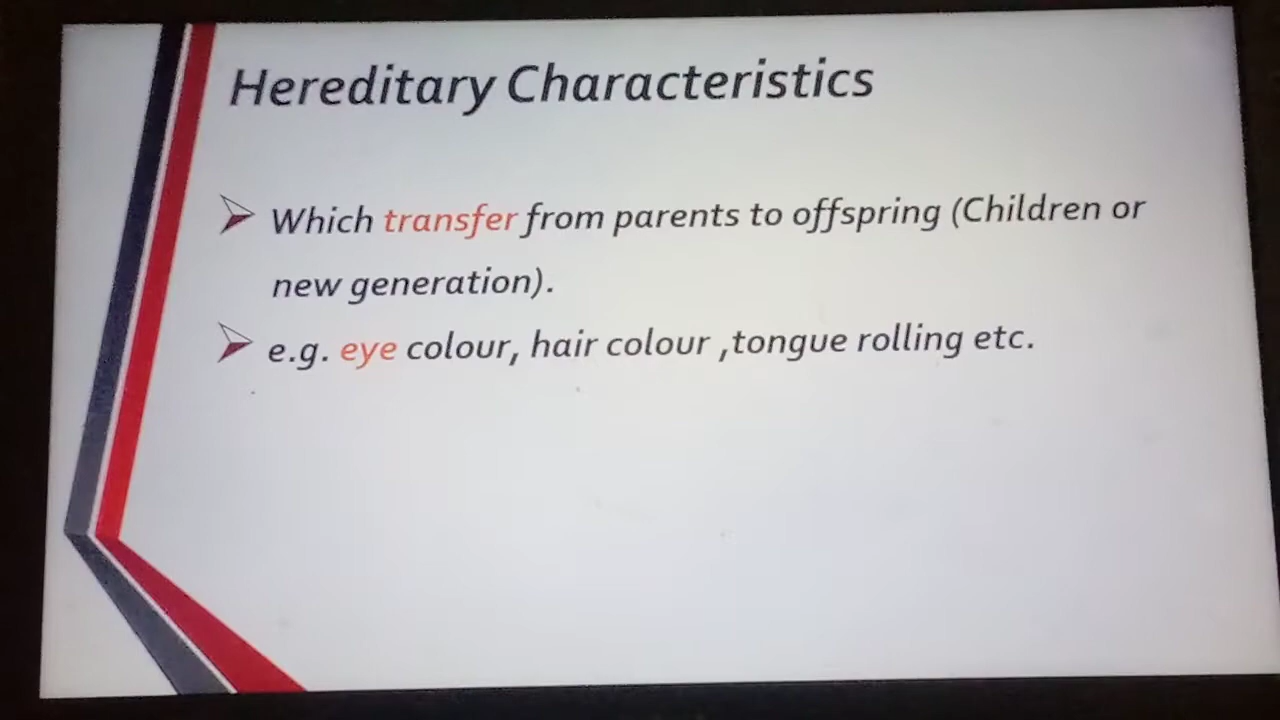 Hereditary Characteristics
Which transfer from parents to offspring (Children or
new generation).
e.g. eye colour, hair colour ,tongue rolling etc.